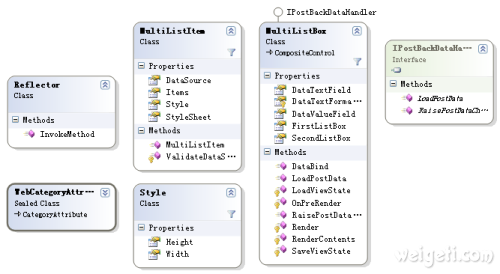 IPostBackDataHandler
MultiListItem
Class
Properties
DataSource
Items
Style
StyleSheet
Methods
MultiListItem
ValidateDataS···
MultiListBox
Class
CompositeControl
Properties
DataTextField
DataTextForma···
DataValueField
FirstListBox
SecondListBox
Methods
DataBind
LoadPostData
LoadViewState
OnPreRender
RaisePostData···
Render
RenderContents
SaveViewState
IPostBackDataHa···
Interface
Methods
LoadPostData
RaisePostDataCh···
Reflector
Class
Methods
InvokeMethod
WebCategoryAttr···
Sealed Class
CategoryAttribute
Style
Class
Properties
Height
Width